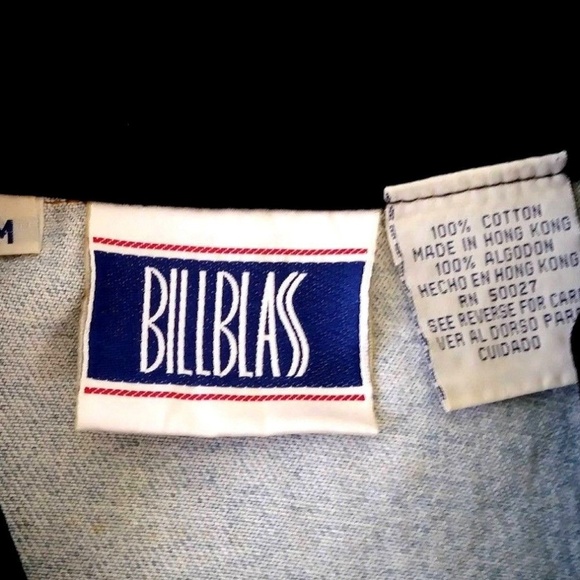 M
BILLBLASS
100% COTTON
MADE IN HONG KONG
100% ALGODON
HECHO EN HONG KONG
RN 50027
SEE REVERSE FOR CARE
VER AL DORSO PARA
CUIDADO